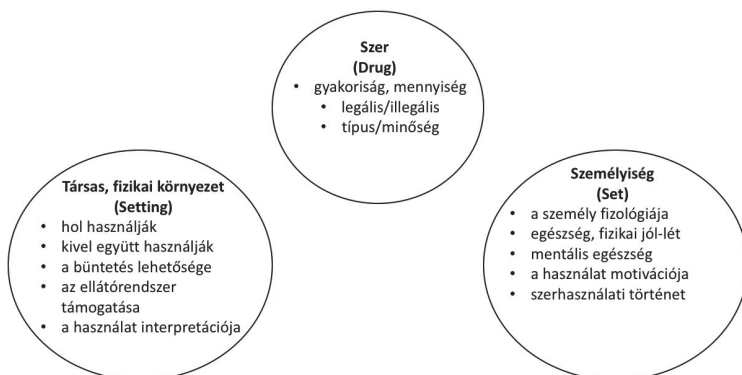 Szer
(Drug)
• gyakoriság, mennyiség
• legális/illegális
• típus/minőség
Társas, fizikai környezet
(Setting)
• hol használják
• kivel együtt használják
• a büntetés lehetősége
• az ellátórendszer
támogatása
• a használat interpretációja
Személyiség
(Set)
• a személy fizológiája
• egészség, fizikai jól-lét
• mentális egészség
• a használat motivációja
• szerhasználati történet